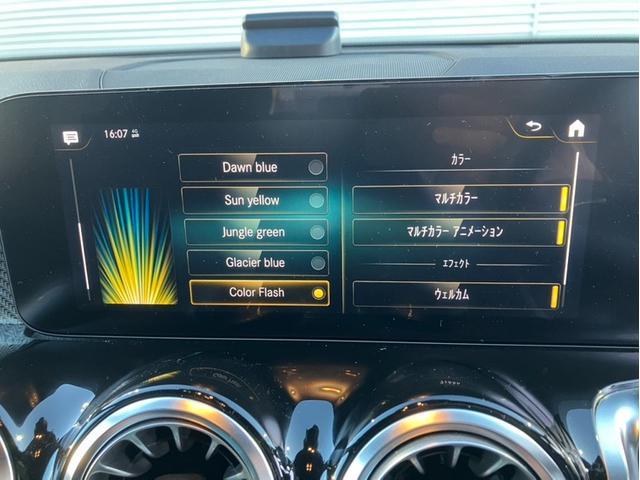 16:07 4G
Dawn blue
Sun yellow
Jungle green
Glacier blue
Color Flash
カラー
マルチカラー
マルチカラー アニメーション
エフェクト
ウェルカム